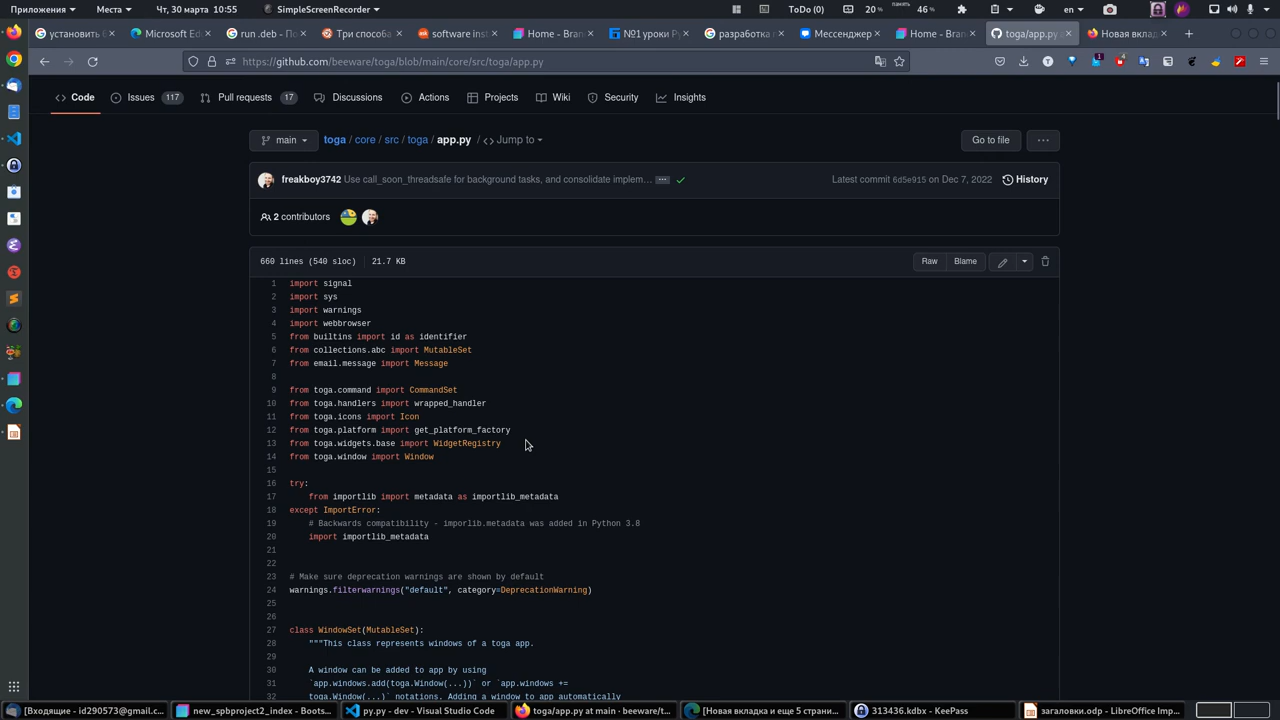 Приложения Места Чт, 30 марта 10:55 SimpleScreenRecorder ToDo (0) 20 % память 46 % en
установить б Microsoft Ed run .deb - По Три способа software inst Home - Bran №1 уроки Py разработка г Мессенджер Home - Bran toga/app.py a Новая вклад
https://github.com/beeware/toga/blob/main/core/src/toga/app.py
Code Issues 117 Pull requests 17 Discussions Actions Projects Wiki Security Insights
main toga / core / src / toga / app.py / Jump to Go to file ...
freakboy3742 Use call_soon_threadsafe for background tasks, and consolidate implem… ... Latest commit 6d5e915 on Dec 7, 2022 History
2 contributors
660 lines (540 sloc) 21.7 KB Raw Blame
1 import signal
2 import sys
3 import warnings
4 import webbrowser
5 from builtins import id as identifier
6 from collections.abc import MutableSet
7 from email.message import Message
8
9 from toga.command import CommandSet
10 from toga.handlers import wrapped_handler
11 from toga.icons import Icon
12 from toga.platform import get_platform_factory
13 from toga.widgets.base import WidgetRegistry
14 from toga.window import Window
15
16 try:
17 from importlib import metadata as importlib_metadata
18 except ImportError:
19 # Backwards compatibility - imporlib.metadata was added in Python 3.8
20 import importlib_metadata
21
22
23 # Make sure deprecation warnings are shown by default
24 warnings.filterwarnings("default", category=DeprecationWarning)
25
26
27 class WindowSet(MutableSet):
28 """This class represents windows of a toga app.
29
30 A window can be added to app by using
31 `app.windows.add(toga.Window(...))` or `app.windows +=
32 toga.Window(...)` notations. Adding a window to app automatically
[Входящие - id290573@gmail.c... new_spbproject2_index - Boots... py.py - dev - Visual Studio Code toga/app.py at main · beeware/t... [Новая вкладка и еще 5 страни... 313436.kdbx - KeePass заголовки.odp - LibreOffice Imp...